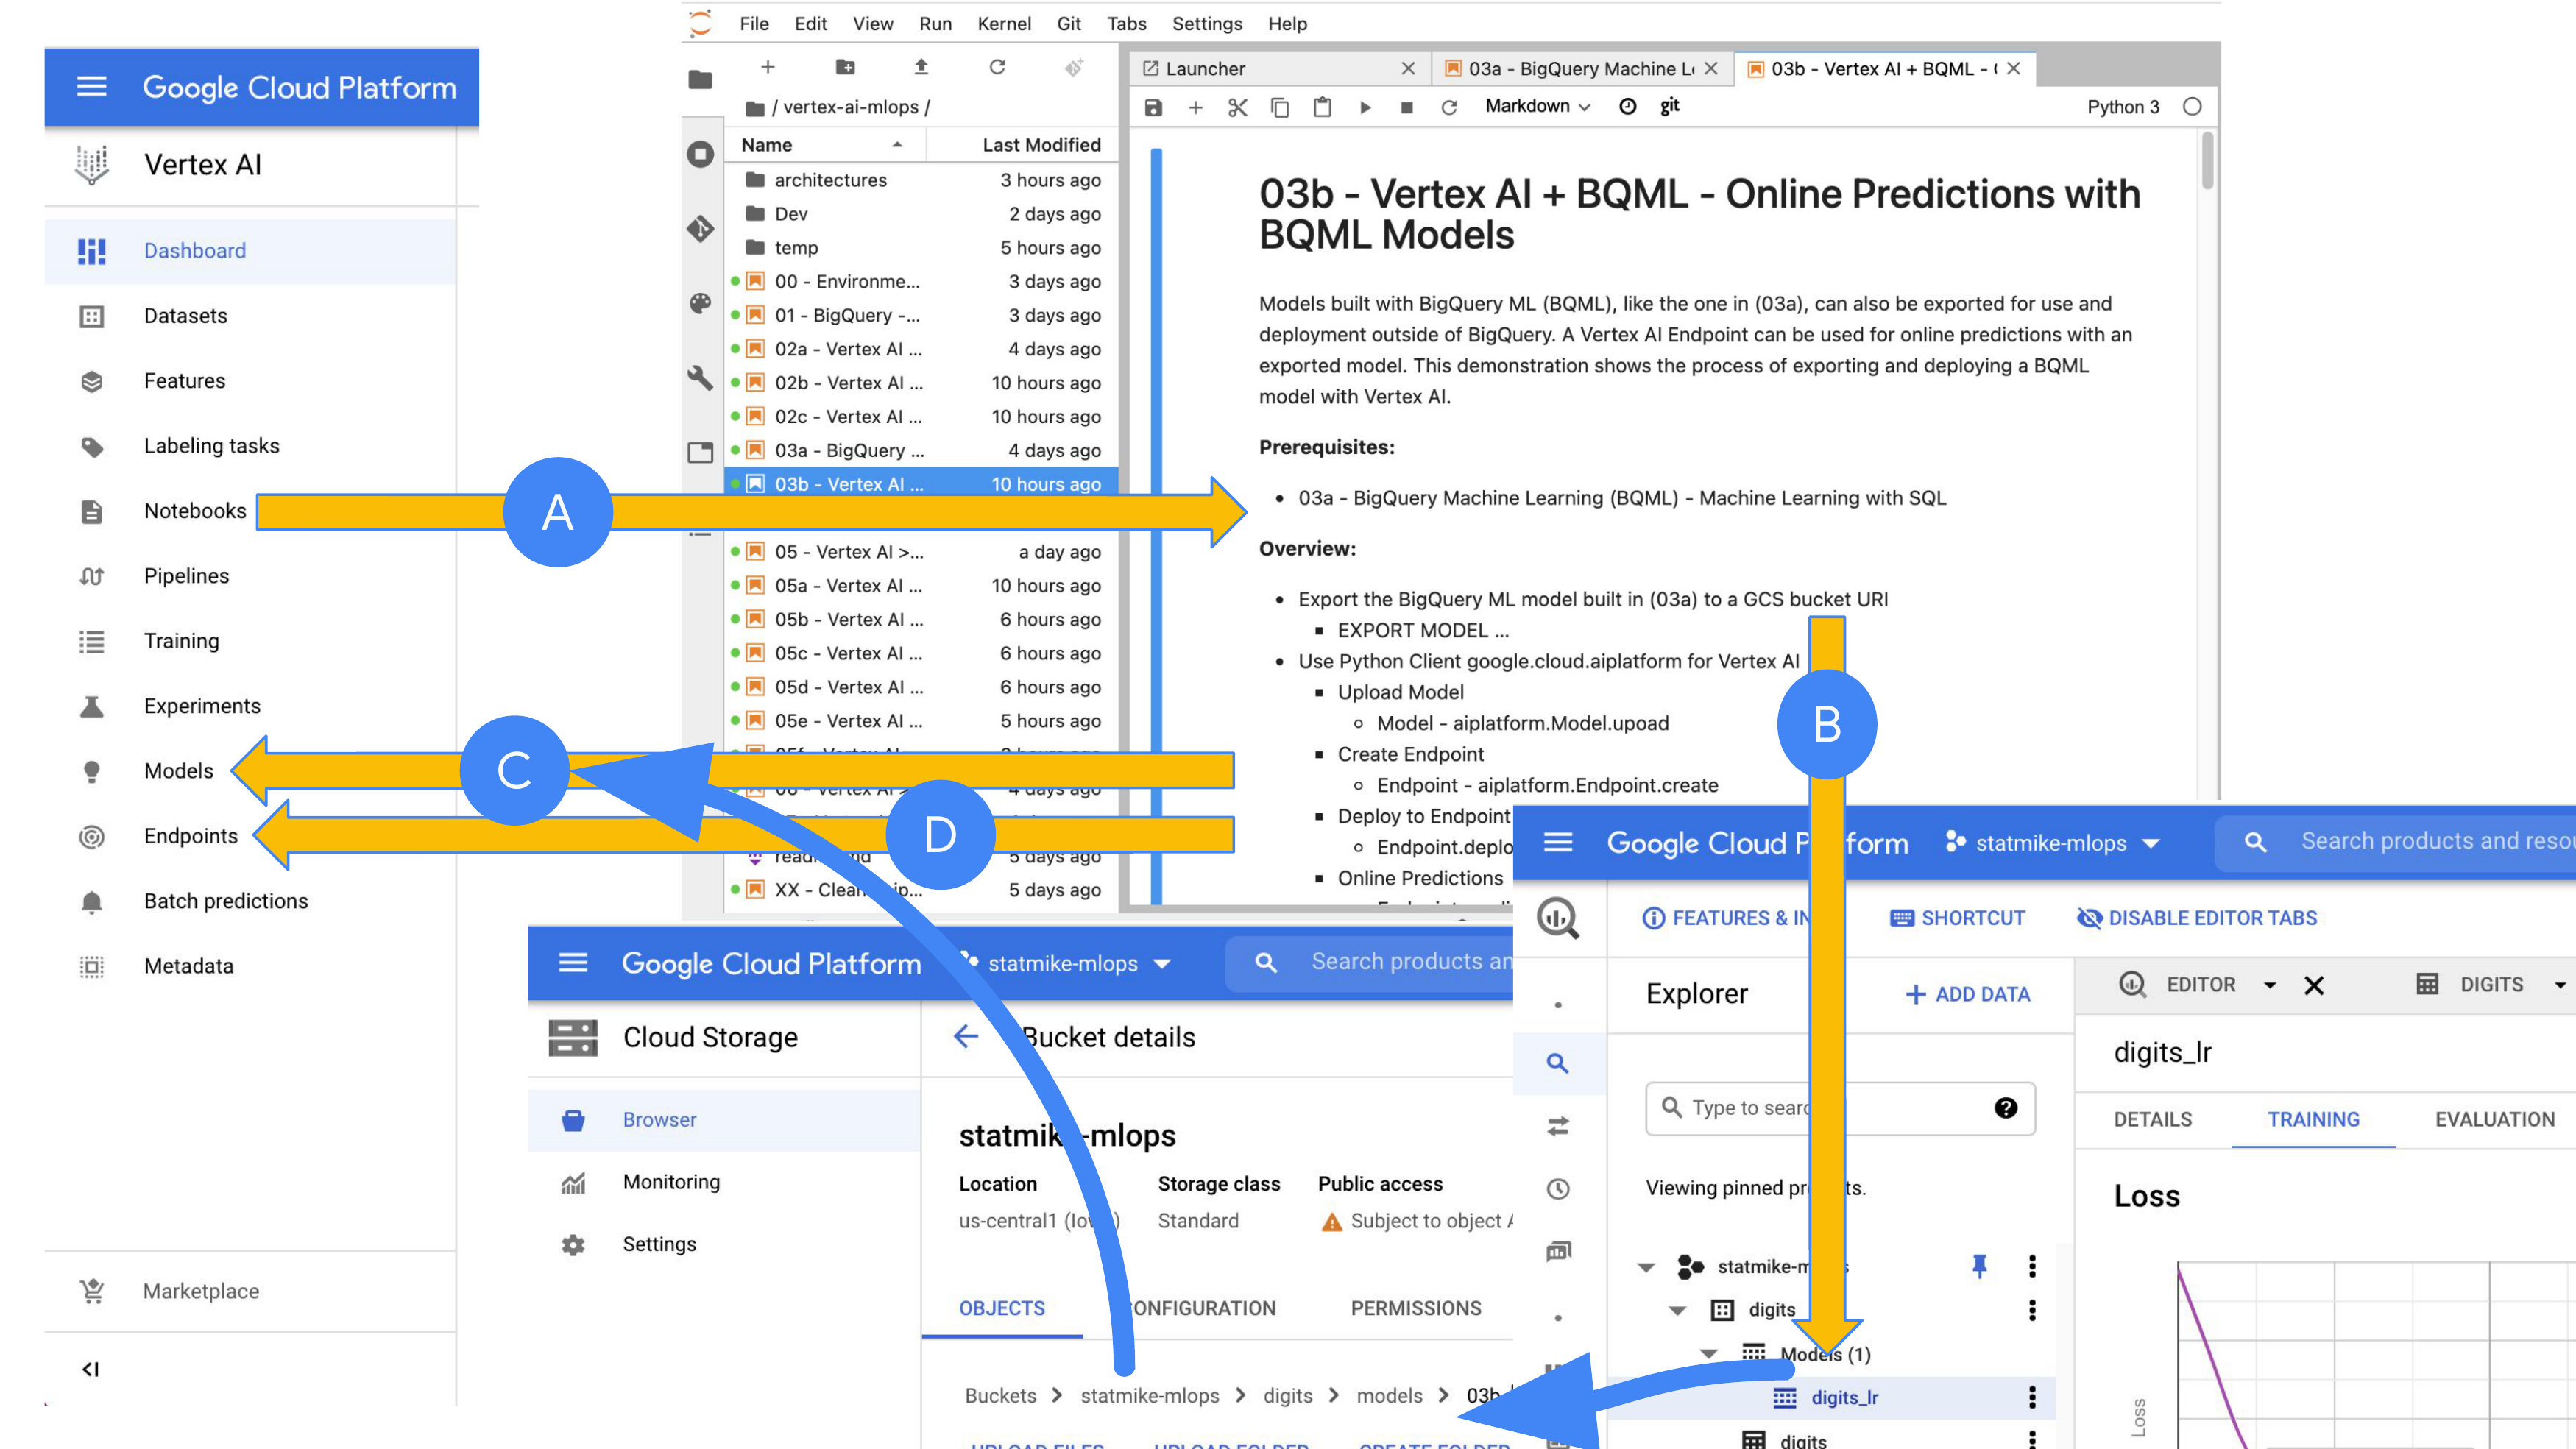 Google Cloud Platform
Vertex AI
Dashboard
Datasets
Features
Labeling tasks
Notebooks
Pipelines
Training
Experiments
Models
Endpoints
Batch predictions
Metadata
Marketplace
A
File Edit View Run Kernel Git Tabs Settings Help
/ vertex-ai-mlops /
Name Last Modified
architectures 3 hours ago
Dev 2 days ago
temp 5 hours ago
00 - Environme... 3 days ago
01 - BigQuery -... 3 days ago
02a - Vertex AI ... 4 days ago
02b - Vertex AI ... 10 hours ago
02c - Vertex AI ... 10 hours ago
03a - BigQuery ... 4 days ago
03b - Vertex AI ... 10 hours ago
05 - Vertex AI >... a day ago
05a - Vertex AI ... 10 hours ago
05b - Vertex AI ... 6 hours ago
05c - Vertex AI ... 6 hours ago
05d - Vertex AI ... 6 hours ago
05e - Vertex AI ... 5 hours ago
C
D
5 days ago
XX - Clean 5 days ago
Launcher 03a - BigQuery Machine L 03b - Vertex AI + BQML - (
Markdown git Python 3
03b - Vertex AI + BQML - Online Predictions with
BQML Models
Models built with BigQuery ML (BQML), like the one in (03a), can also be exported for use and
deployment outside of BigQuery. A Vertex AI Endpoint can be used for online predictions with an
exported model. This demonstration shows the process of exporting and deploying a BQML
model with Vertex AI.
Prerequisites:
• 03a - BigQuery Machine Learning (BQML) - Machine Learning with SQL
Overview:
• Export the BigQuery ML model built in (03a) to a GCS bucket URI
▪ EXPORT MODEL ...
• Use Python Client google.cloud.aiplatform for Vertex AI
▪ Upload Model
◦ Model - aiplatform.Model.upoad
▪ Create Endpoint
◦ Endpoint - aiplatform.Endpoint.create
▪ Deploy to Endpoint
◦ Endpoint.deplo
▪ Online Predictions
B
Google Cloud Platform statmike-mlops Search products an
Cloud Storage
Browser
Monitoring
Settings
Bucket details
statmike-mlops
Location Storage class Public access
us-central1 Standard Subject to object
OBJECTS CONFIGURATION PERMISSIONS
Buckets > statmike-mlops > digits > models > 03b
UPLOAD FILES UPLOAD FOLDER CREATE FOLDER
Google Cloud Platform statmike-mlops Search products and resou
FEATURES & IN SHORTCUT DISABLE EDITOR TABS
Explorer + ADD DATA
Type to search
Viewing pinned projects.
statmike-mlops
digits
Models (1)
digits_lr
digits
EDITOR DIGITS
digits_lr
DETAILS TRAINING EVALUATION
Loss
Loss